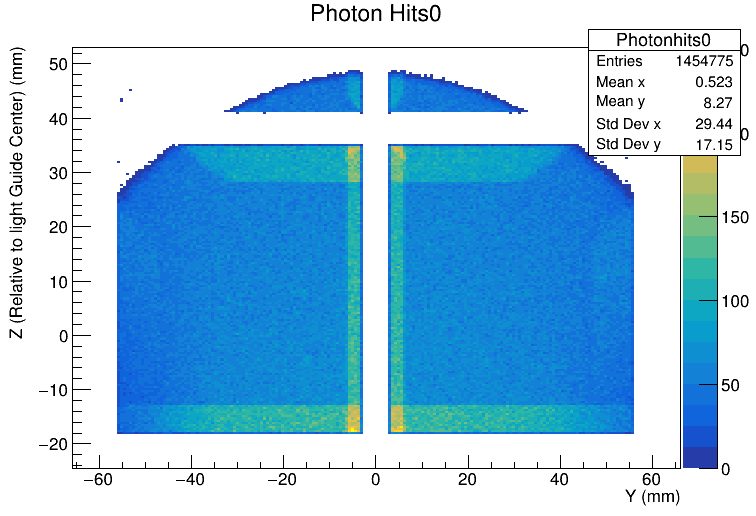 Photon Hits0
Photonhits0
Entries 1454775
Mean x 0.523
Mean y 8.27
Std Dev x 29.44
Std Dev y 17.15
Z (Relative to light Guide Center) (mm)
50
40
30
20
10
0
−10
−20
−60
−40
−20
0
20
40
60
Y (mm)
150
100
50
0